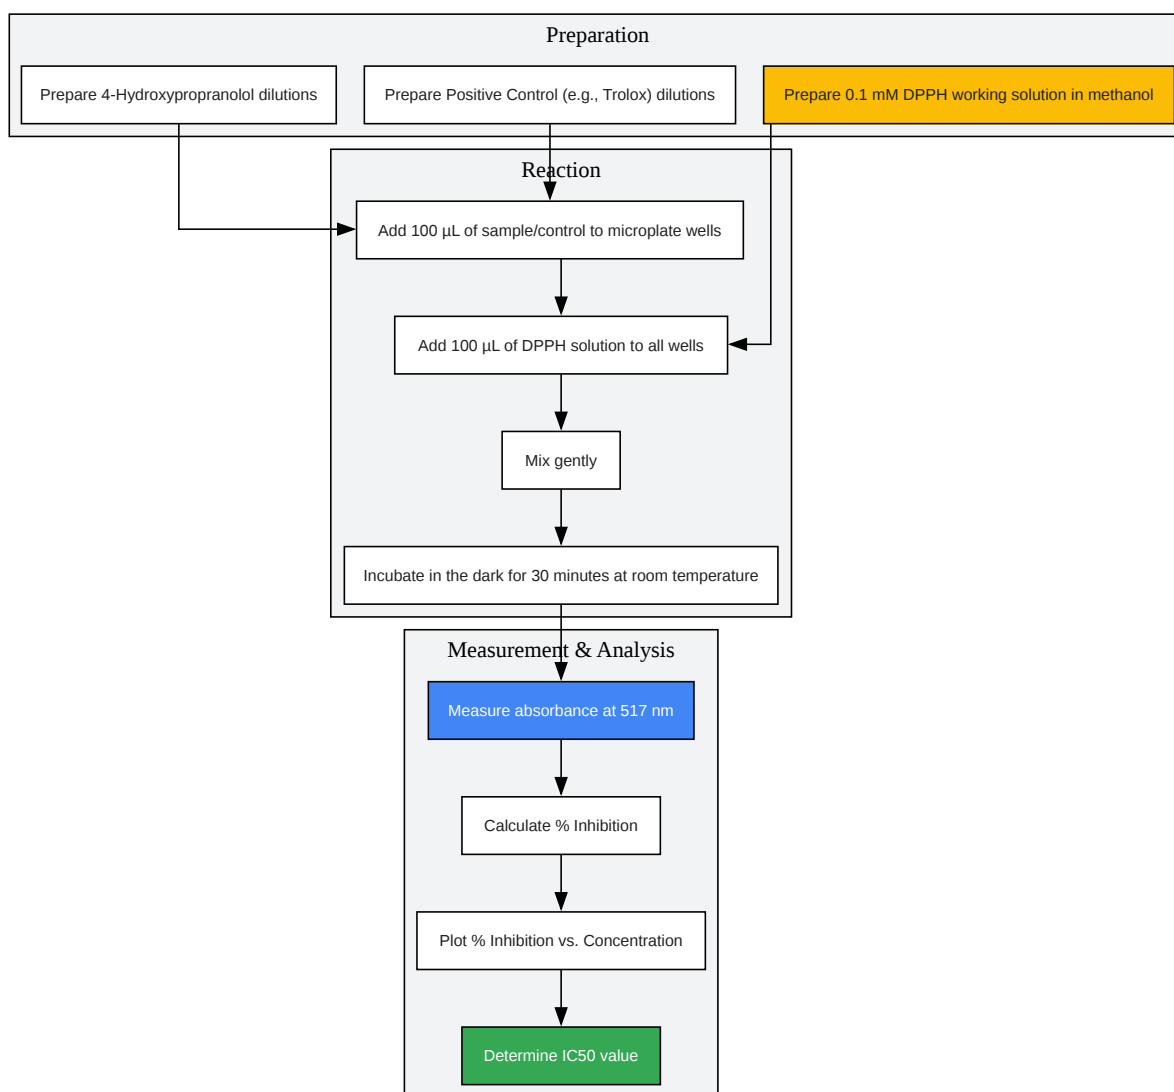 Preparation
Prepare 4-Hydroxypropranolol dilutions
Prepare Positive Control (e.g., Trolox) dilutions
Prepare 0.1 mM DPPH working solution in methanol
Reaction
Add 100 µL of sample/control to microplate wells
Add 100 µL of DPPH solution to all wells
Mix gently
Incubate in the dark for 30 minutes at room temperature
Measurement & Analysis
Measure absorbance at 517 nm
Calculate % Inhibition
Plot % Inhibition vs. Concentration
Determine IC50 value